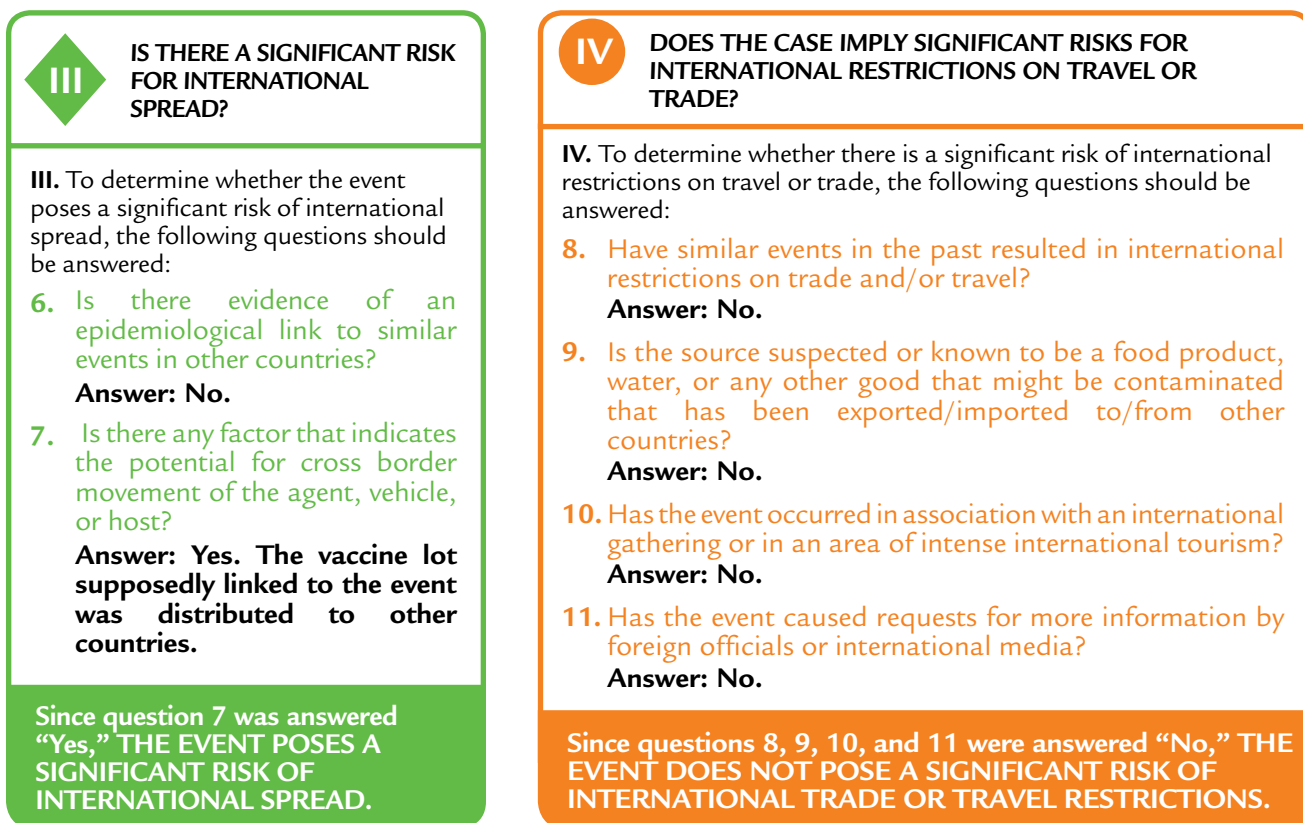 III
IS THERE A SIGNIFICANT RISK
FOR INTERNATIONAL
SPREAD?
III. To determine whether the event
poses a significant risk of international
spread, the following questions should
be answered:
6. Is there evidence of an
epidemiological link to similar
events in other countries?
Answer: No.
7. Is there any factor that indicates
the potential for cross border
movement of the agent, vehicle,
or host?
Answer: Yes. The vaccine lot
supposedly linked to the event
was distributed to other
countries.
Since question 7 was answered
“Yes,” THE EVENT POSES A
SIGNIFICANT RISK OF
INTERNATIONAL SPREAD.
IV
DOES THE CASE IMPLY SIGNIFICANT RISKS FOR
INTERNATIONAL RESTRICTIONS ON TRAVEL OR
TRADE?
IV. To determine whether there is a significant risk of international
restrictions on travel or trade, the following questions should be
answered:
8. Have similar events in the past resulted in international
restrictions on trade and/or travel?
Answer: No.
9. Is the source suspected or known to be a food product,
water, or any other good that might be contaminated
that has been exported/imported to/from other
countries?
Answer: No.
10. Has the event occurred in association with an international
gathering or in an area of intense international tourism?
Answer: No.
11. Has the event caused requests for more information by
foreign officials or international media?
Answer: No.
Since questions 8, 9, 10, and 11 were answered “No,” THE
EVENT DOES NOT POSE A SIGNIFICANT RISK OF
INTERNATIONAL TRADE OR TRAVEL RESTRICTIONS.